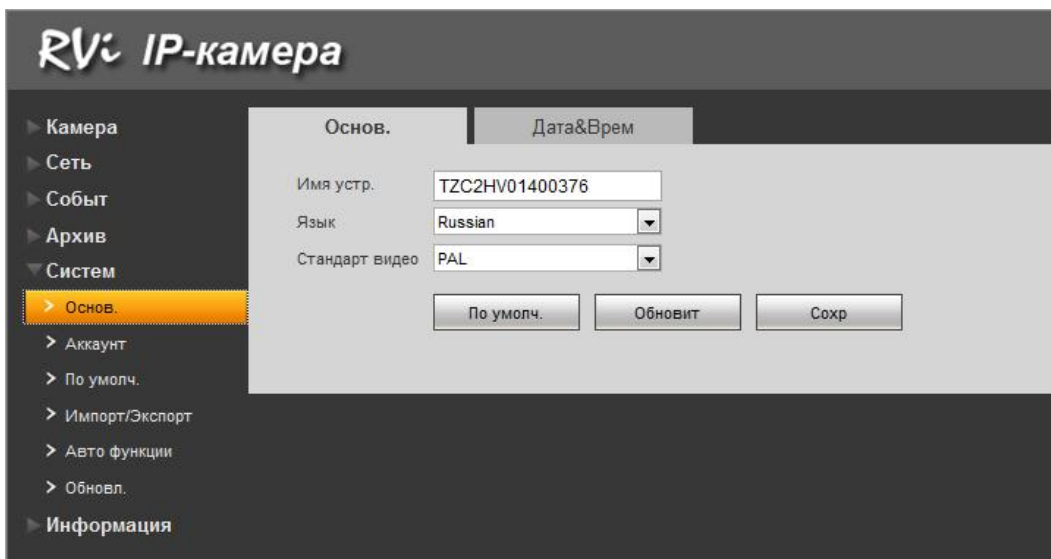 RVi IP-камера
Камера
Сеть
Событ
Архив
Систем
Основ.
Аккаунт
По умолч.
Импорт/Экспорт
Авто функции
Обновл.
Информация
Основ. Дата&Врем
Имя устр. TZC2HV01400376
Язык Russian
Стандарт видео PAL
По умолч. Обновит Сохр